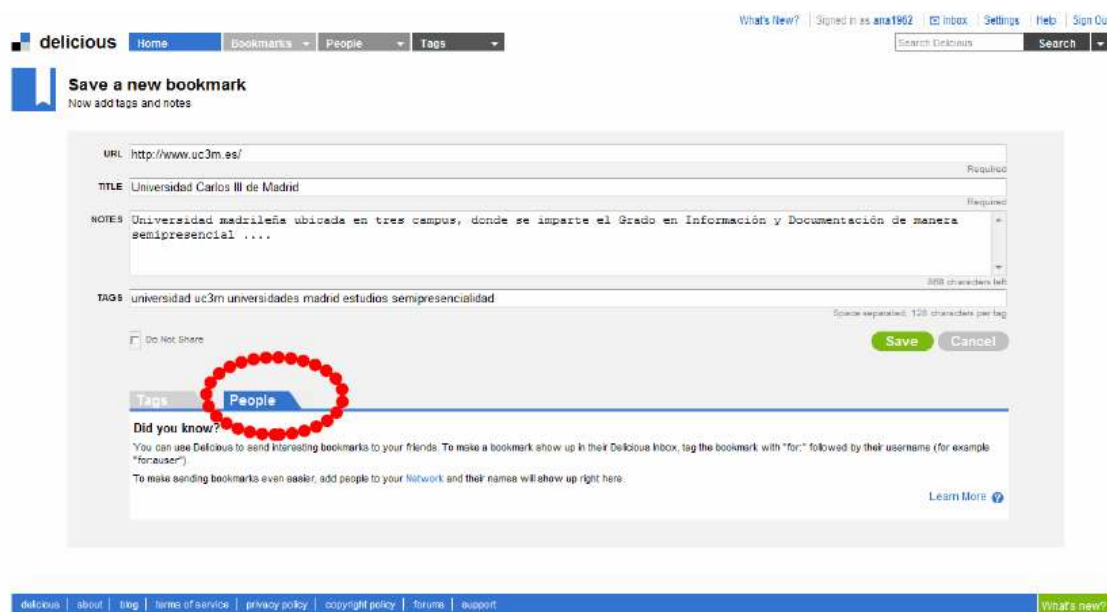 What's New? Signed in as ana1962 Inbox Settings Help Sign Ou
delicious Home Bookmarks People Tags Search Delicious Search
Save a new bookmark
Now add tags and notes
URL http://www.uc3m.es/
Required
TITLE Universidad Carlos III de Madrid
Required
NOTES Universidad madrileña ubicada en tres campus, donde se imparte el Grado en Información y Documentación de manera
semipresencial ....
868 characters left
TAGS universidad uc3m universidades madrid estudios semipresencialidad
Space separated, 128 characters per tag
Do Not Share Save Cancel
Tags People
Did you know?
You can use Delicious to send interesting bookmarks to your friends. To make a bookmark show up in their Delicious Inbox, tag the bookmark with "for:" followed by their username (for example
"for:auser")
To make sending bookmarks even easier, add people to your Network and their names will show up right here.
Learn More ?
delicious | about | blog | terms of service | privacy policy | copyright policy | forums | support What's new?